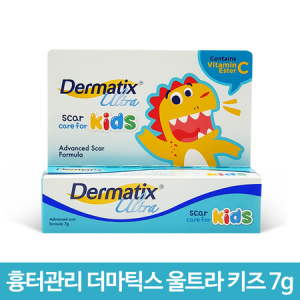 Contains
Vitamin C
Ester
Dermatix®
Ultra
scar
care for kids
Advanced Scar
Formula
Dermatix®
Ultra
Advanced scar
formula 7g
scar
care for kids
흉터관리 더마틱스 울트라 키즈 7g